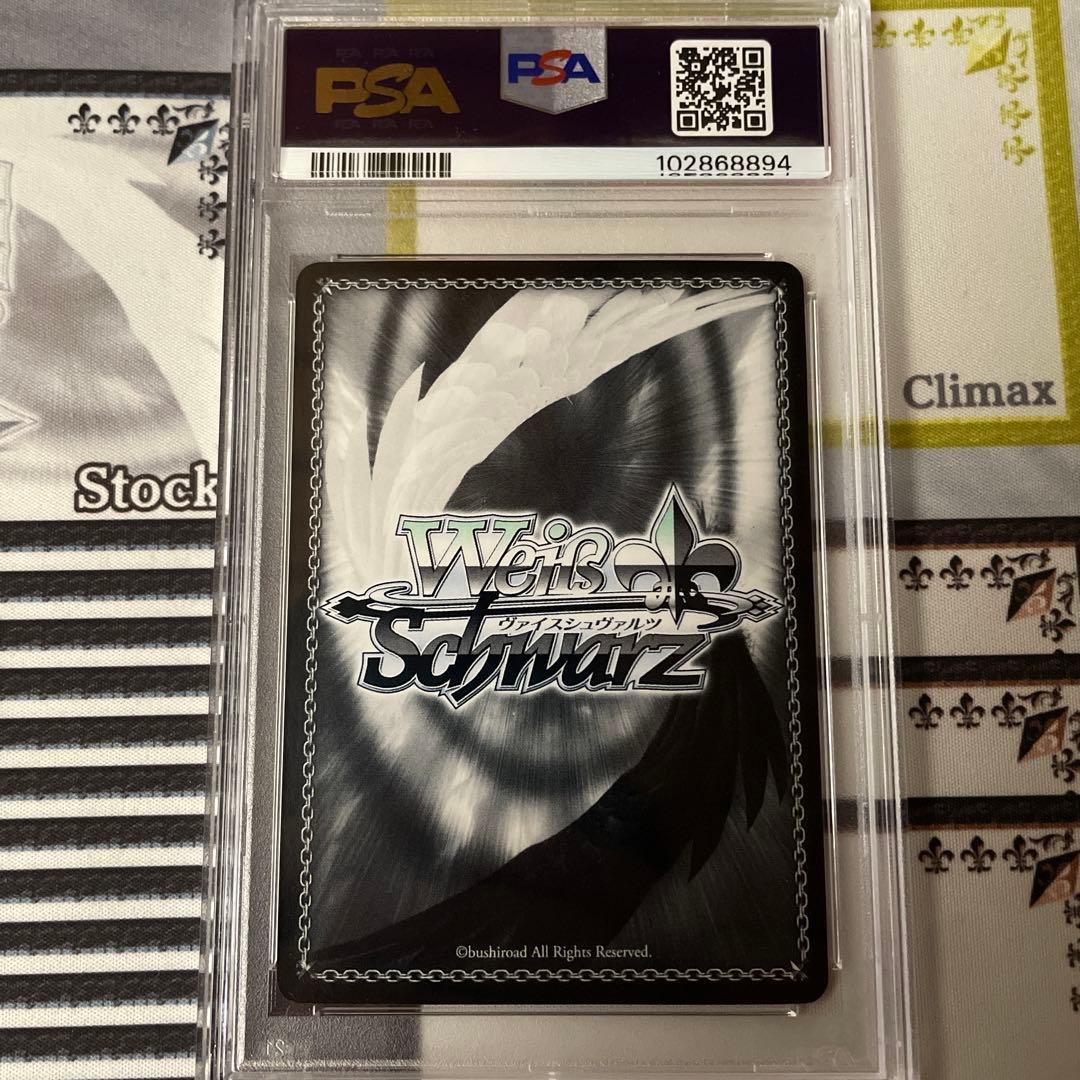 PSA
PSA
102868894
Climax
Stock
Weiß
ヴァイスシュヴァルツ
Schwarz
©bushiroad All Rights Reserved.